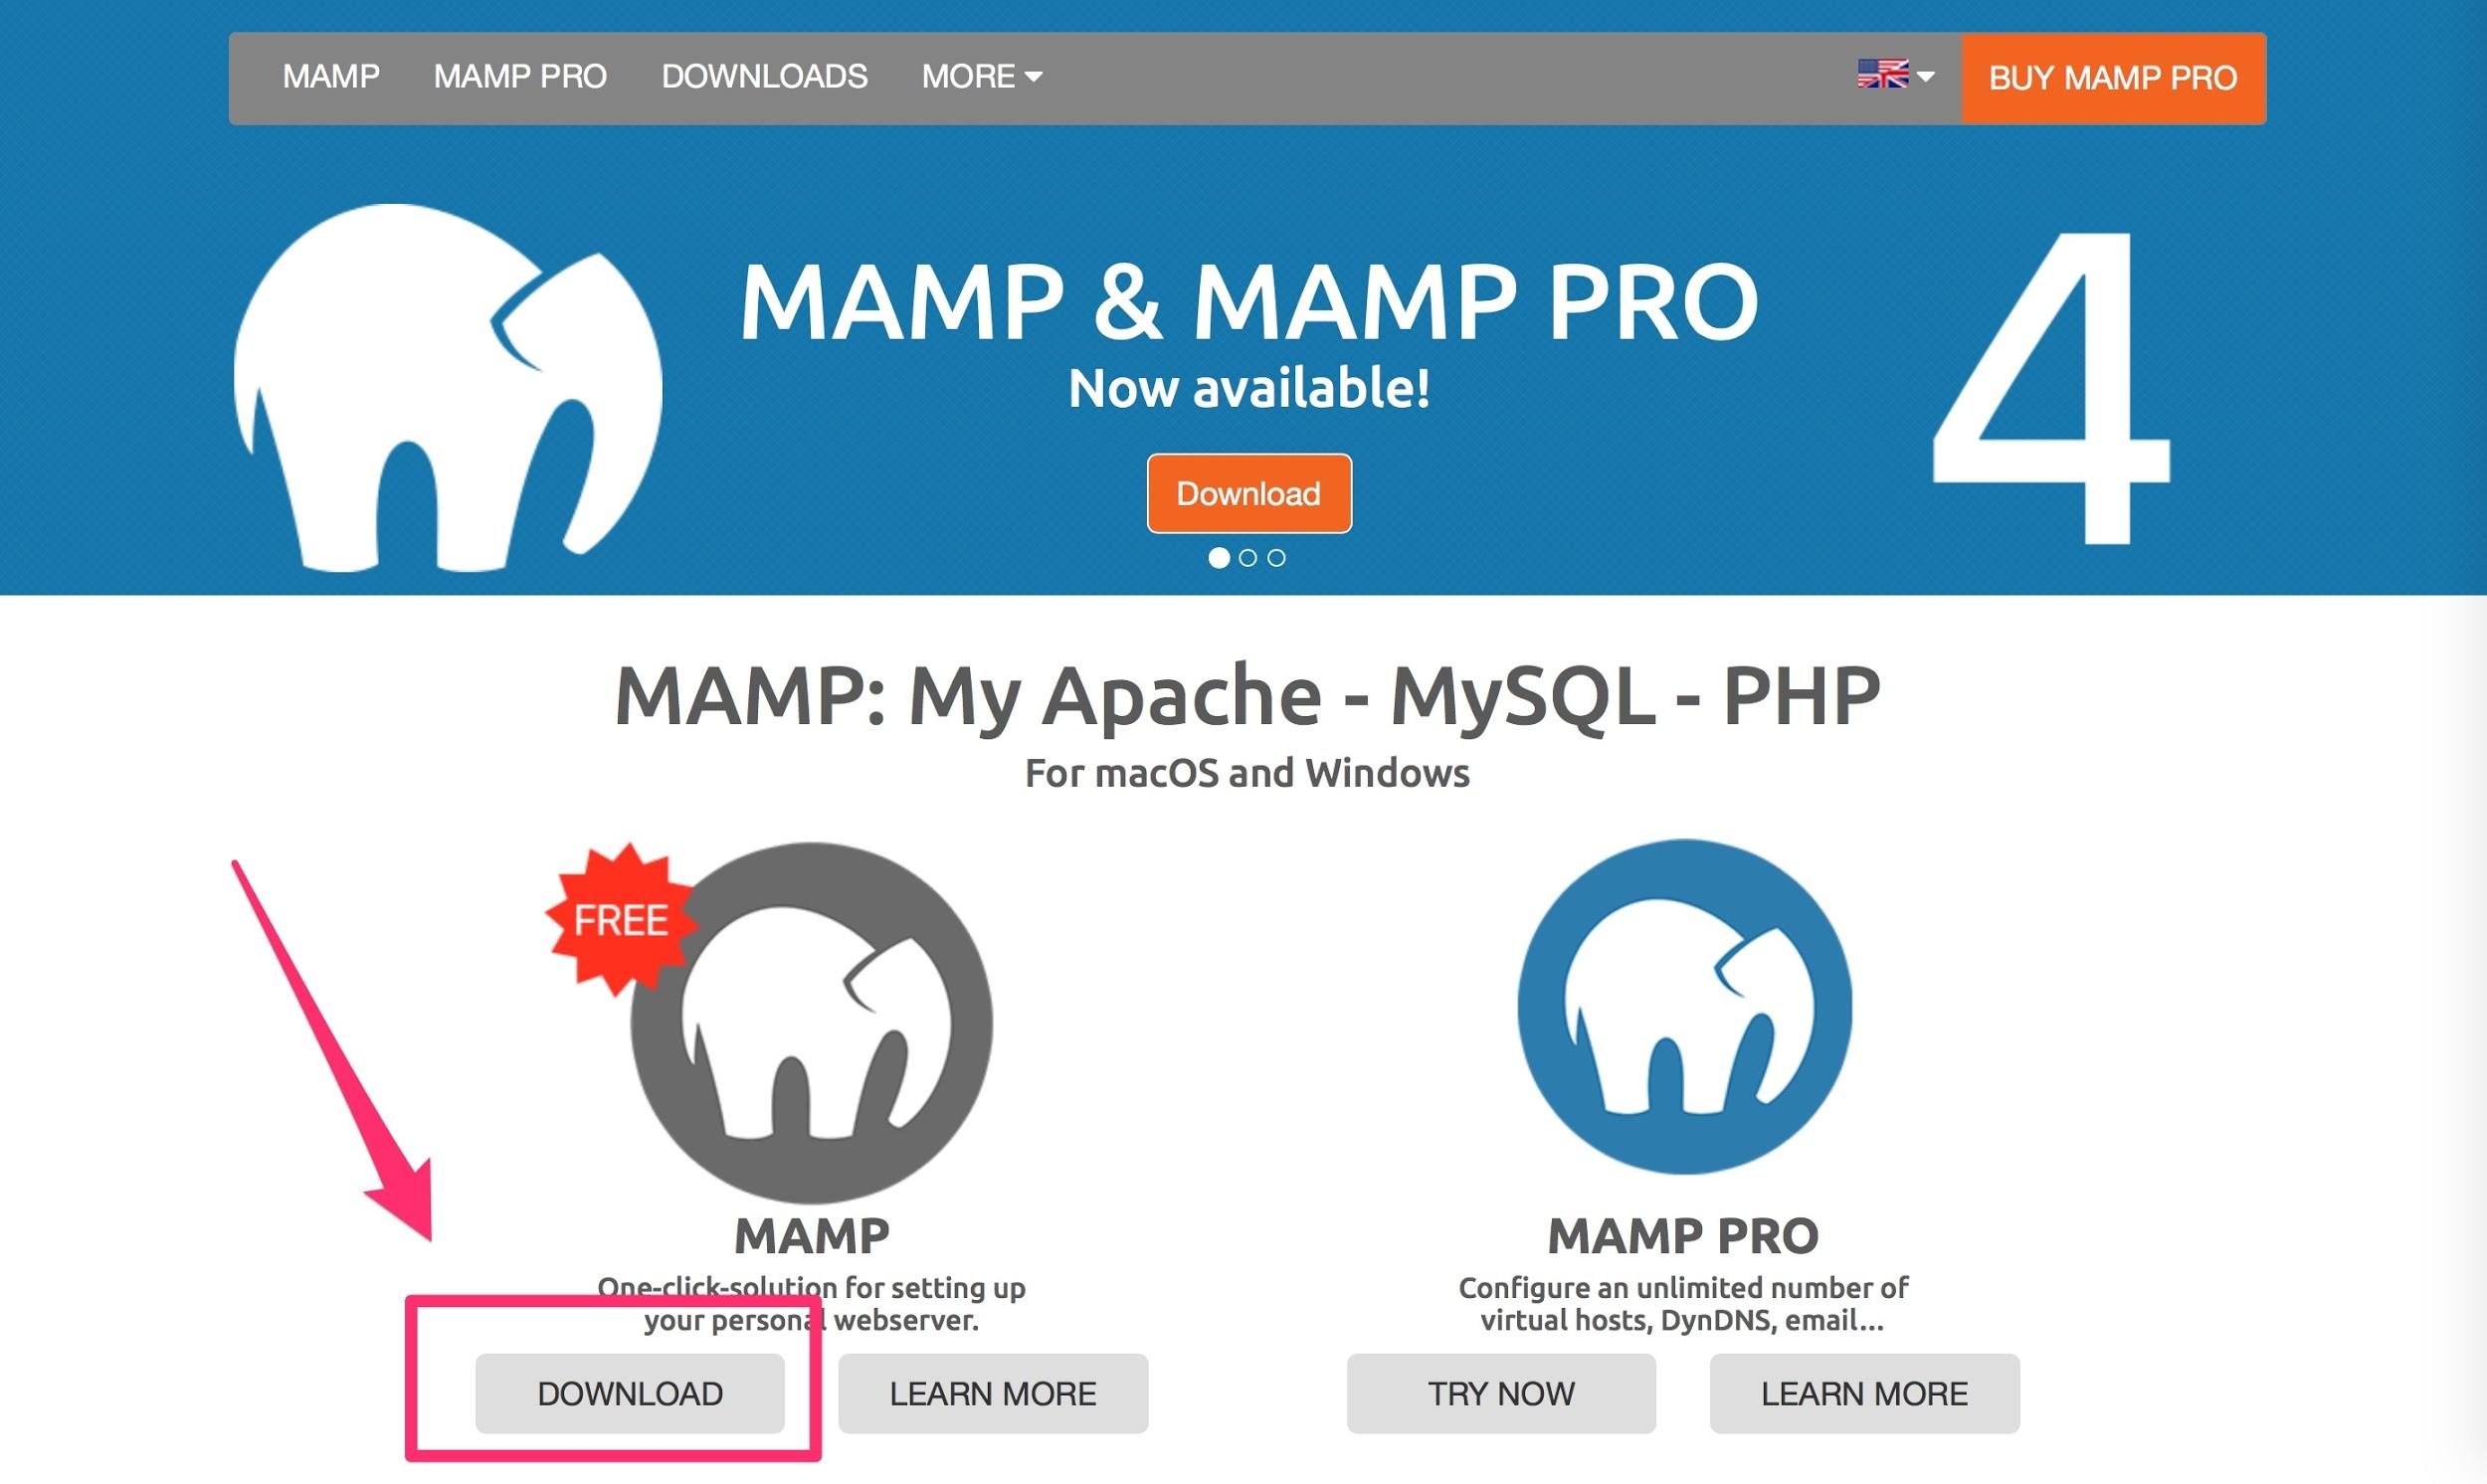 MAMP MAMP PRO DOWNLOADS MORE BUY MAMP PRO
MAMP & MAMP PRO
4
Now available!
Download
MAMP: My Apache - MySQL - PHP
For macOS and Windows
FREE
MAMP
One-click-solution for setting up
your personal webserver.
DOWNLOAD
LEARN MORE
MAMP PRO
Configure an unlimited number of
virtual hosts, DynDNS, email...
TRY NOW
LEARN MORE